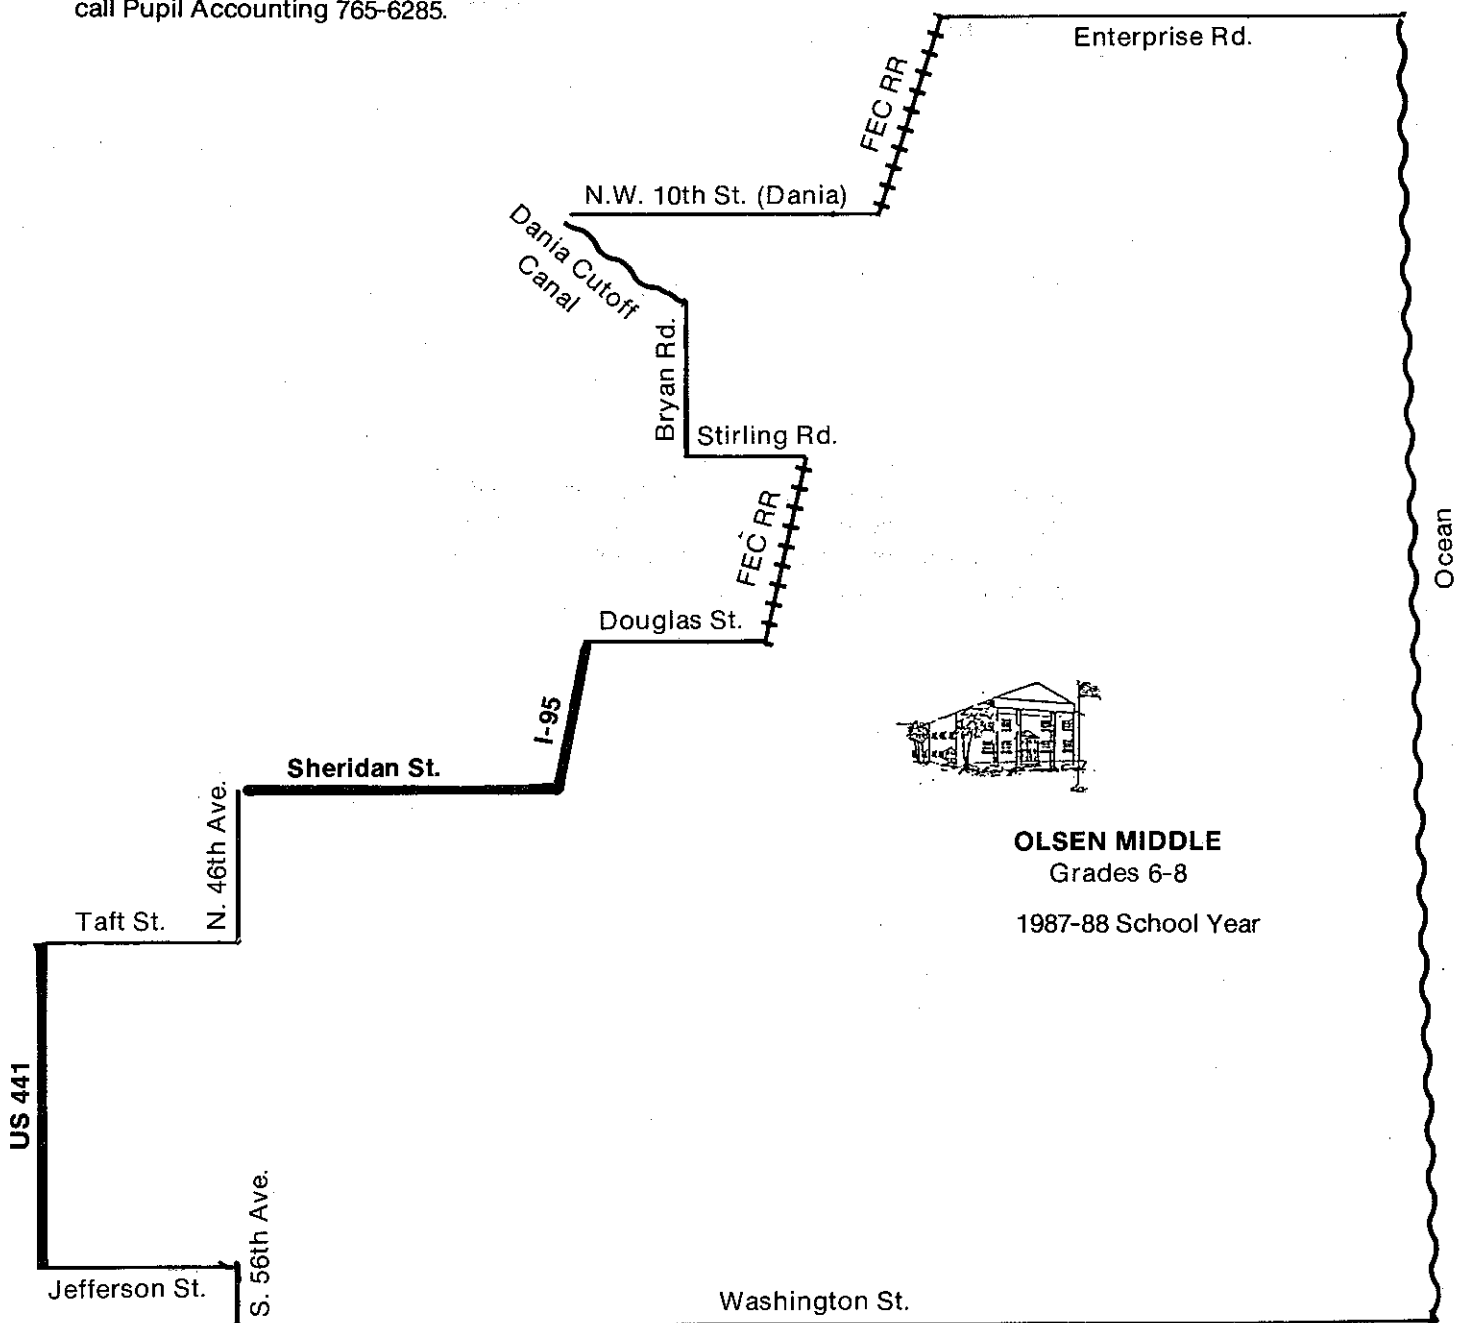 call Pupil Accounting 765-6285.
Enterprise Rd.
FEC RR
N.W. 10th St. (Dania)
Dania Cutoff
Canal
Bryan Rd.
Stirling Rd.
FEC RR
Ocean
Douglas St.
I-95
Sheridan St.
N. 46th Ave.
OLSEN MIDDLE
Grades 6-8
Taft St.
1987-88 School Year
US 441
S. 56th Ave.
Jefferson St.
Washington St.